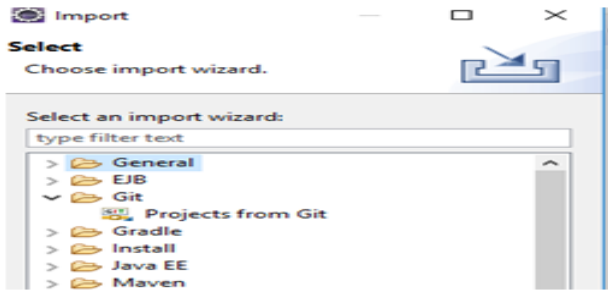 Import
Select
Choose import wizard.
Select an import wizard:
type filter text
General
EJB
Git
Projects from Git
Gradle
Install
Java EE
Maven